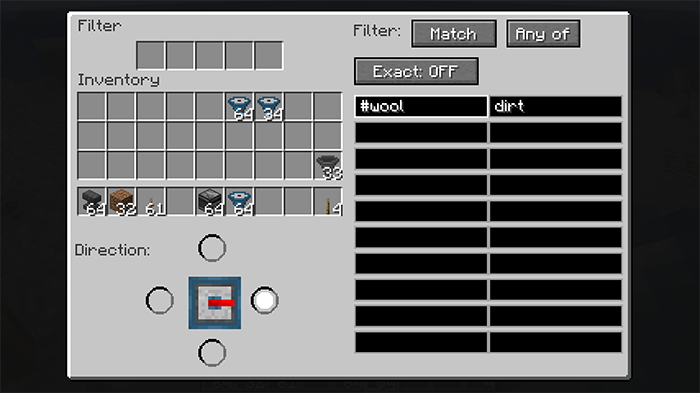 Filter
Filter: Match Any of
Exact: OFF
Inventory
#wool dirt
64 34
33
64 32 61 64 64 4
Direction: